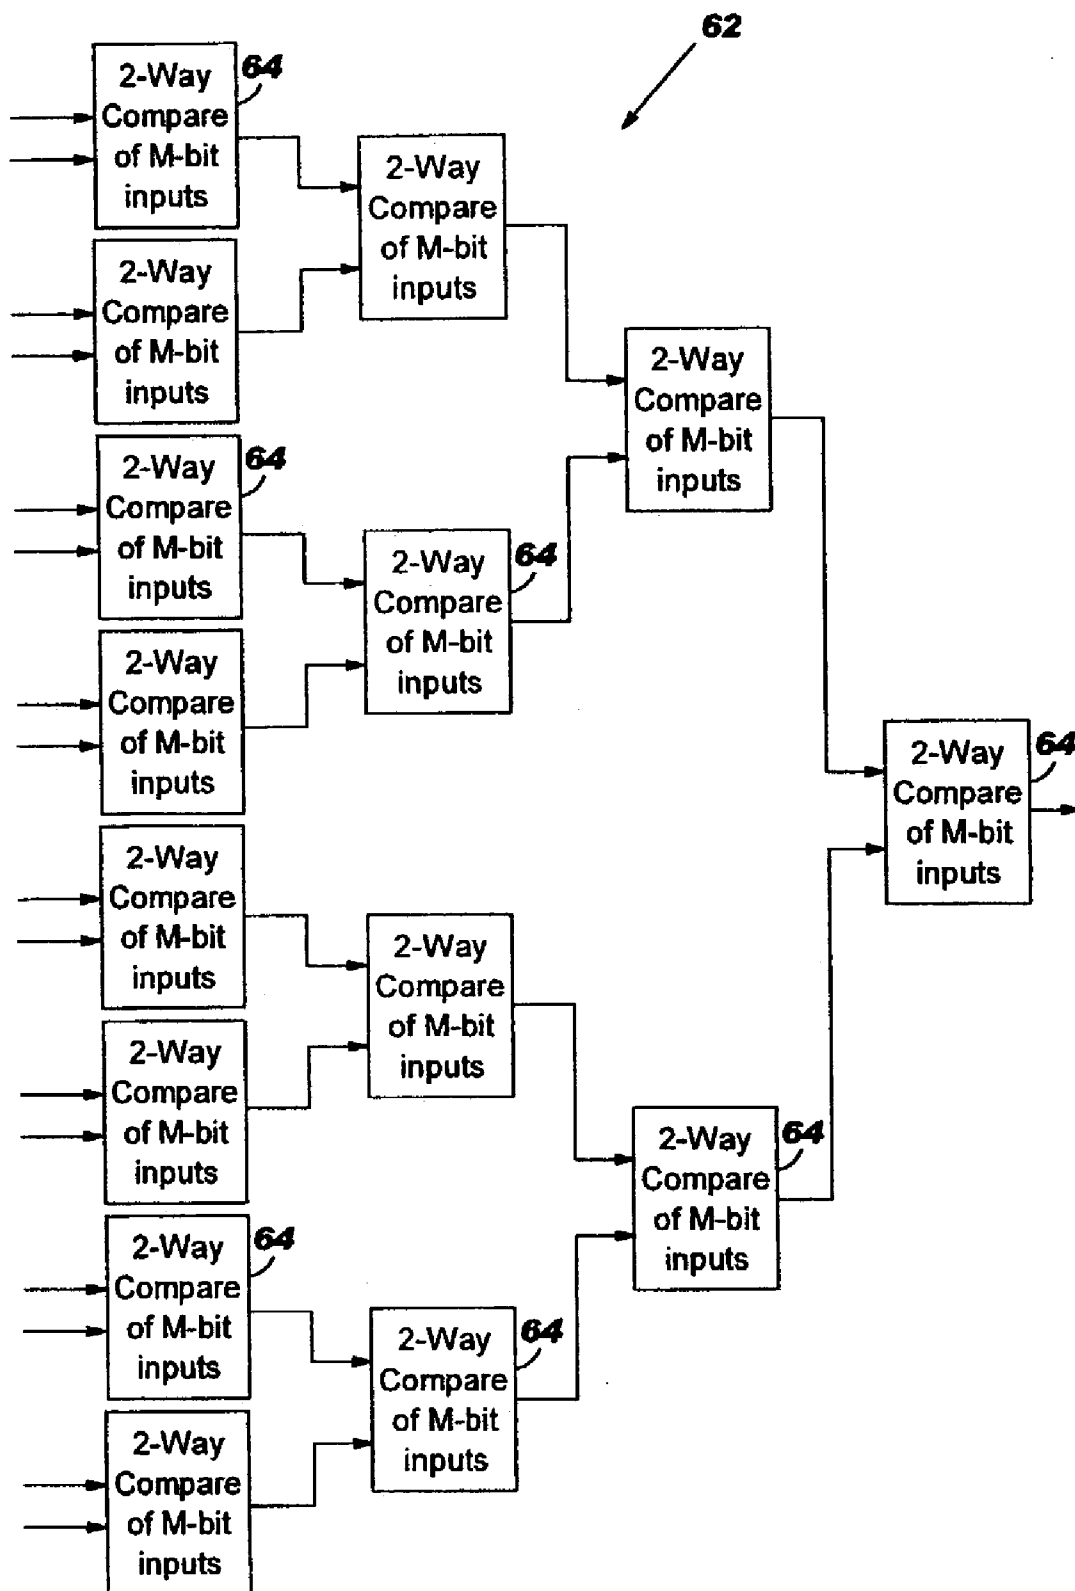 62
2-Way
Compare
of M-bit
inputs
64
2-Way
Compare
of M-bit
inputs
2-Way
Compare
of M-bit
inputs
64
2-Way
Compare
of M-bit
inputs
2-Way
Compare
of M-bit
inputs
2-Way
Compare
of M-bit
inputs
64
2-Way
Compare
of M-bit
inputs
2-Way
Compare
of M-bit
inputs
2-Way
Compare
of M-bit
inputs
2-Way
Compare
of M-bit
inputs
64
2-Way
Compare
of M-bit
inputs
64
2-Way
Compare
of M-bit
inputs
2-Way
Compare
of M-bit
inputs
64
2-Way
Compare
of M-bit
inputs
64
2-Way
Compare
of M-bit
inputs
64